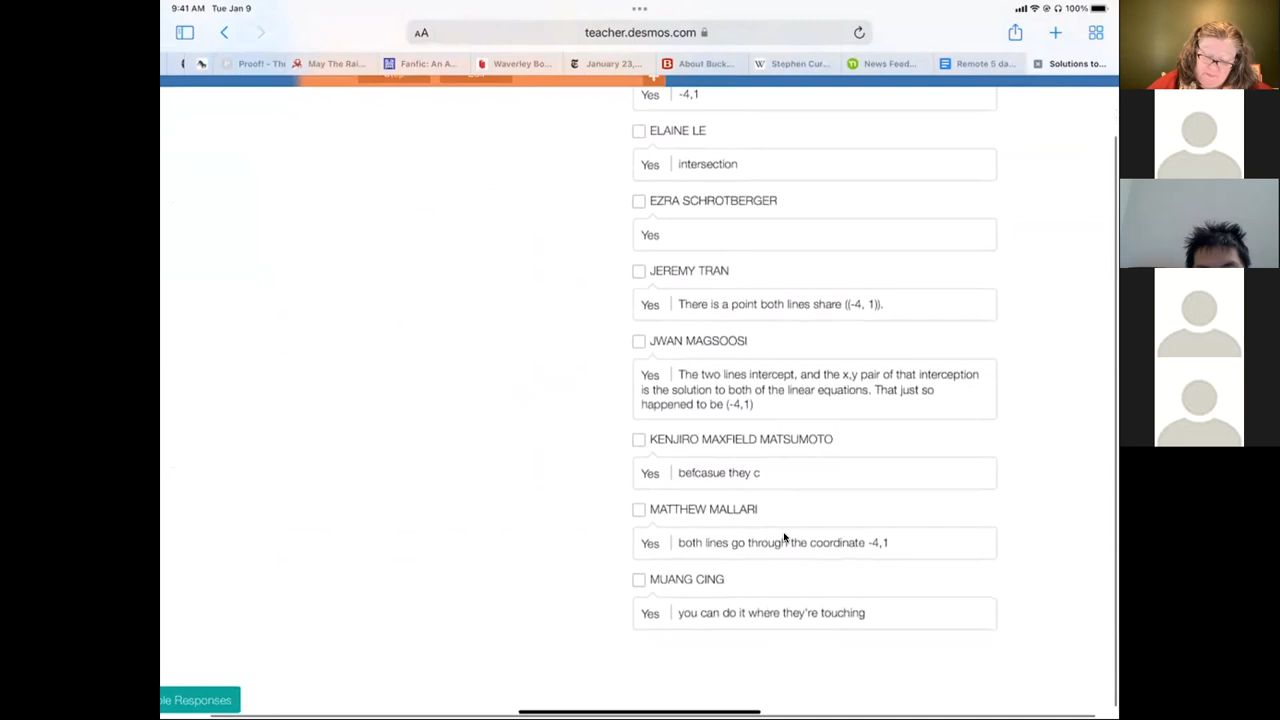 9:41 AM Tue Jan 9
100%
AA
teacher.desmos.com
Proof! - Thr
May The Rai...
Fanfic: An A...
Waverley Bo...
January 23,...
About Buck...
Stephen Cur...
News Feed...
Remote 5 da...
Solutions to...
Yes -4,1
ELAINE LE
Yes intersection
EZRA SCHROTBERGER
Yes
JEREMY TRAN
Yes There is a point both lines share ((-4, 1)).
JWAN MAGSOOSI
Yes The two lines intercept, and the x,y pair of that interception
is the solution to both of the linear equations. That just so
happened to be (-4,1)
KENJIRO MAXFIELD MATSUMOTO
Yes befcasue they c
MATTHEW MALLARI
Yes both lines go through the coordinate -4,1
MUANG CING
Yes you can do it where they're touching
ple Responses